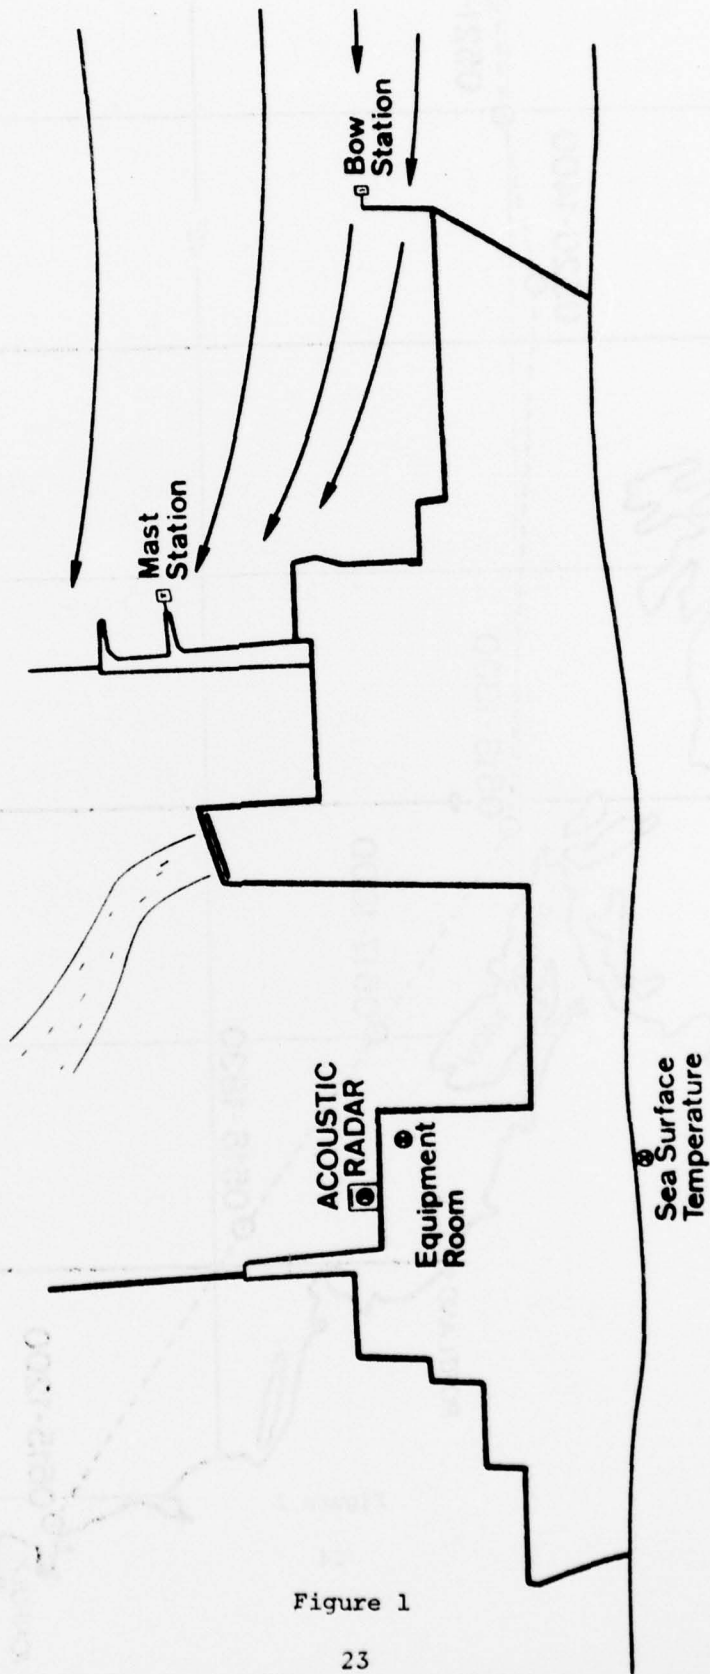 Bow
Station
Mast
Station
ACOUSTIC
RADAR
Equipment
Room
Sea Surface
Temperature
Figure 1
23